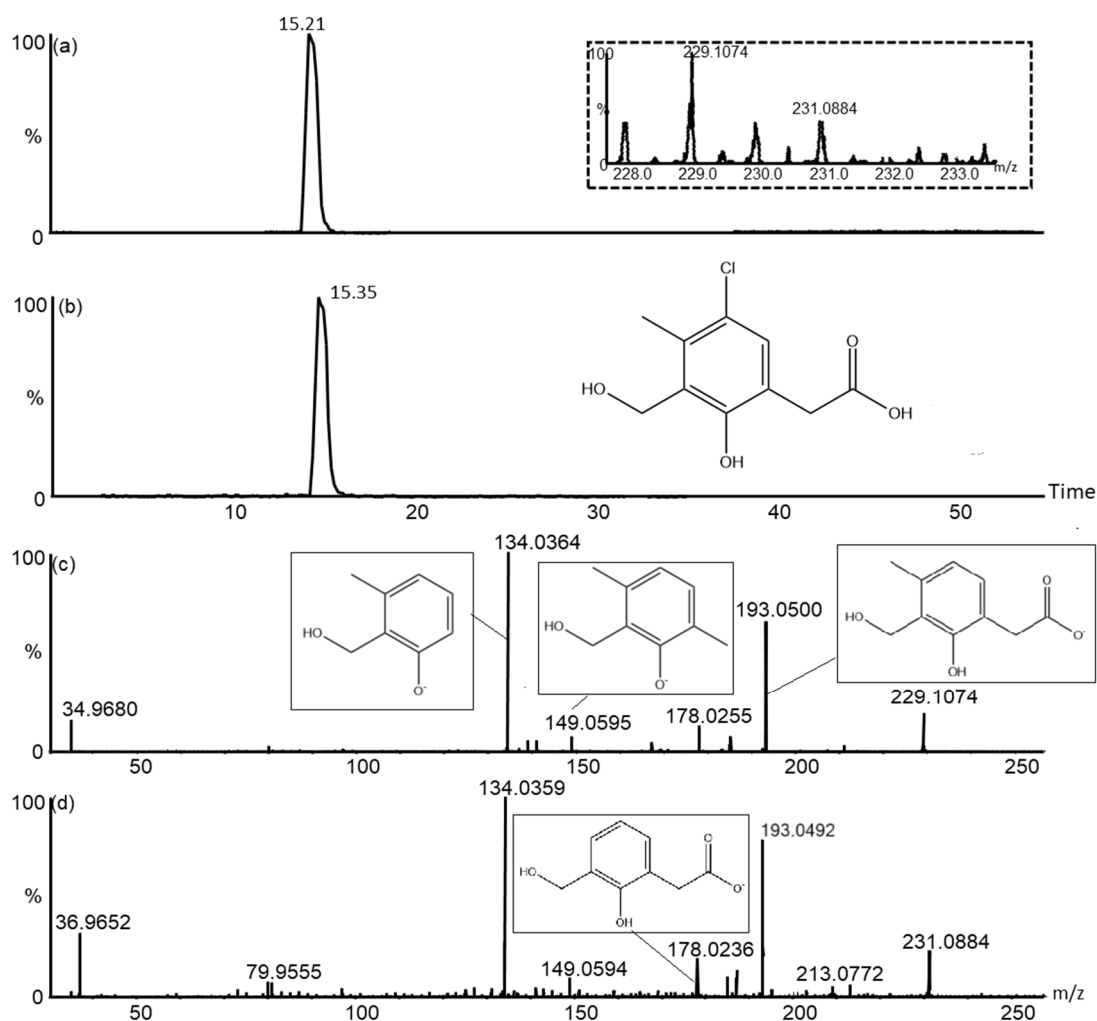 15.21
100 (a)
%
0
100
229.1074
%
231.0884
0
228.0 229.0 230.0 231.0 232.0 233.0 m/z
100 (b)
15.35
%
0
Cl
HO
O
OH
OH
10 20 30 40 50 Time
100 (c)
134.0364
%
HO
O-
HO
O-
193.0500
HO
O
O-
OH
34.9680
149.0595
178.0255
229.1074
0
50 100 150 200 250
100 (d)
134.0359
%
HO
O
O-
OH
193.0492
36.9652
79.9555
149.0594
178.0236
213.0772
231.0884
0
50 100 150 200 250 m/z